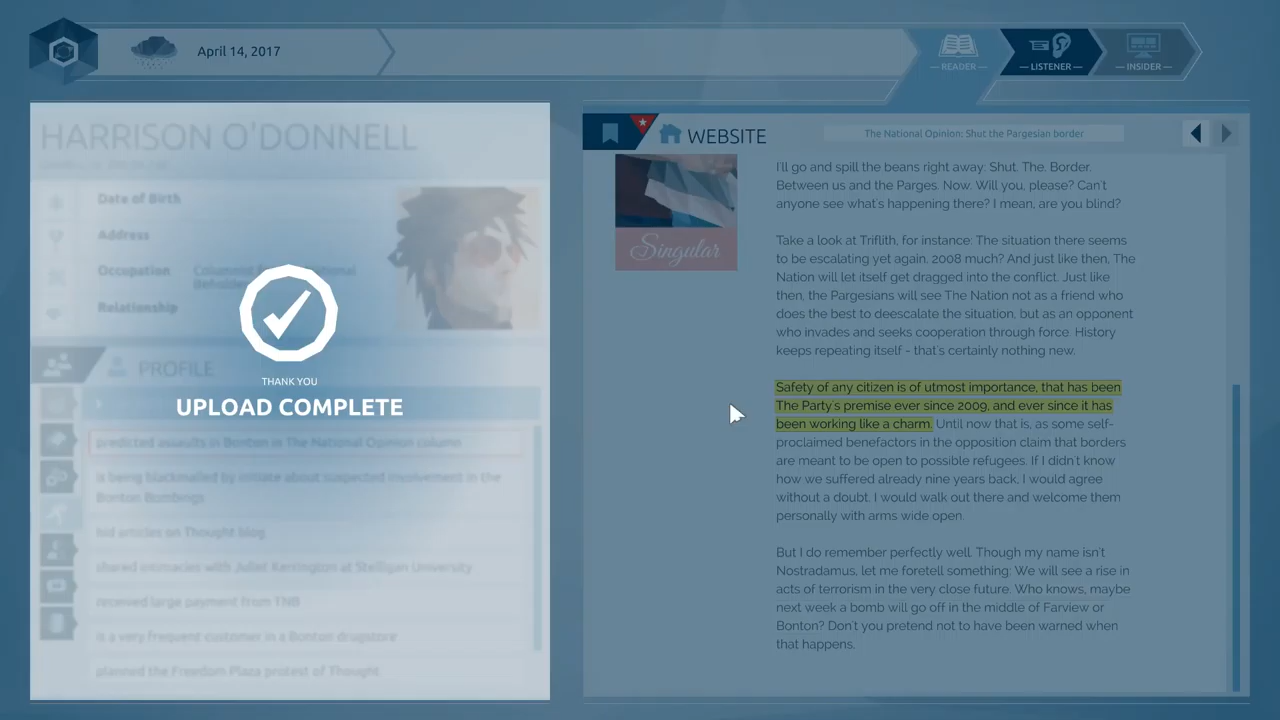 April 14, 2017
— READER —
— LISTENER —
— INSIDER —
HARRISON O'DONNELL
Date of Birth
Address
Occupation
Relationship
THANK YOU
UPLOAD COMPLETE
PROFILE
predicted assaults in Bonton in The National Opinion column
is being blackmailed by initiate about suspected involvement in the
Bonton Bombings
hid articles on Thought blog
shared intimacies with Juliet Kerrington at Stelligan University
received large payment from TNB
is a very frequent customer in a Bonton drugstore
planned the Freedom Plaza protest of Thought
WEBSITE
The National Opinion: Shut the Pargesian border
Singular
I'll go and spill the beans right away: Shut. The. Border.
Between us and the Parges. Now. Will you, please? Can't
anyone see what's happening there? I mean, are you blind?
Take a look at Triflith, for instance: The situation there seems
to be escalating yet again. 2008 much? And just like then, The
Nation will let itself get dragged into the conflict. Just like
then, the Pargesians will see The Nation not as a friend who
does the best to deescalate the situation, but as an opponent
who invades and seeks cooperation through force. History
keeps repeating itself - that's certainly nothing new.
Safety of any citizen is of utmost importance, that has been
The Party's premise ever since 2009, and ever since it has
been working like a charm. Until now that is, as some self-
proclaimed benefactors in the opposition claim that borders
are meant to be open to possible refugees. If I didn't know
how we suffered already nine years back, I would agree
without a doubt. I would walk out there and welcome them
personally with arms wide open.
But I do remember perfectly well. Though my name isn't
Nostradamus, let me foretell something: We will see a rise in
acts of terrorism in the very close future. Who knows, maybe
next week a bomb will go off in the middle of Farview or
Bonton? Don't you pretend not to have been warned when
that happens.